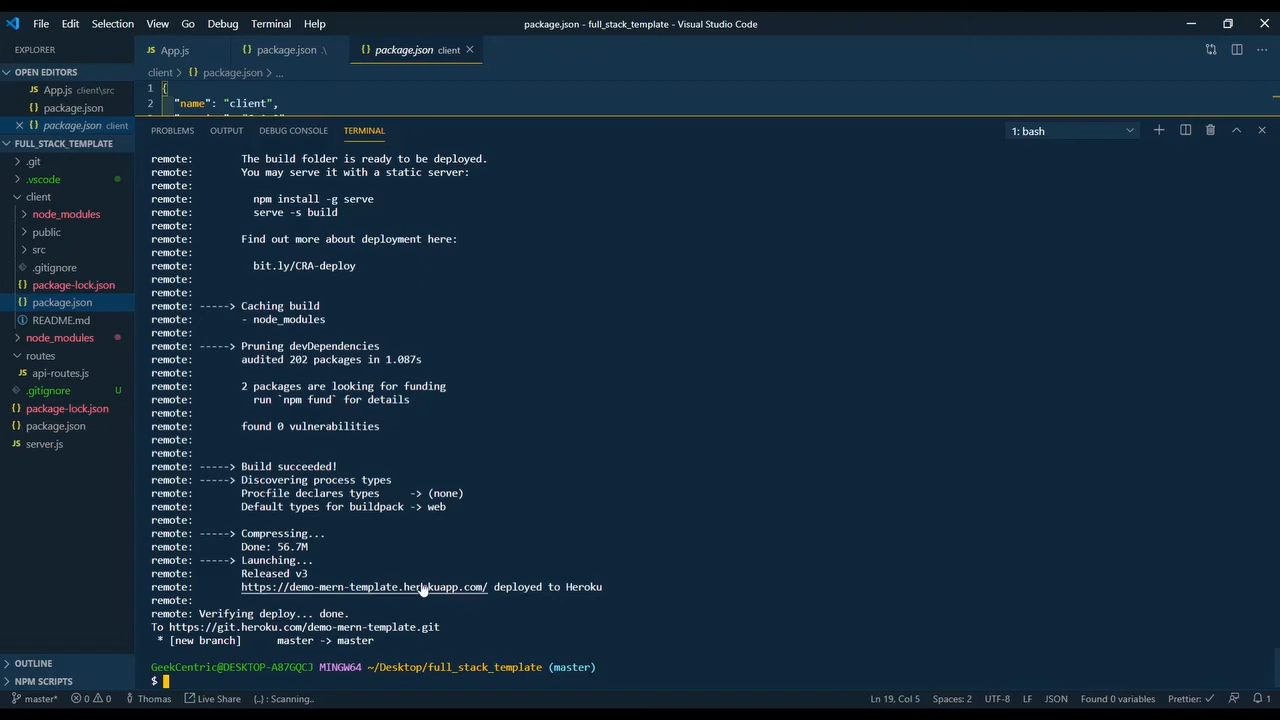 File Edit Selection View Go Debug Terminal Help
package.json - full_stack_template - Visual Studio Code
EXPLORER
OPEN EDITORS
App.js client\src
package.json
package.json client
FULL_STACK_TEMPLATE
.git
.vscode
client
node_modules
public
src
.gitignore
package-lock.json
package.json
README.md
node_modules
routes
api-routes.js
.gitignore U
package-lock.json
package.json
server.js
OUTLINE
NPM SCRIPTS
App.js
package.json .\
package.json client
client > package.json > ...
1 {
2 "name": "client",
PROBLEMS OUTPUT DEBUG CONSOLE TERMINAL
1: bash
remote: The build folder is ready to be deployed.
remote: You may serve it with a static server:
remote:
remote: npm install -g serve
remote: serve -s build
remote:
remote: Find out more about deployment here:
remote:
remote: bit.ly/CRA-deploy
remote:
remote:
remote: -----> Caching build
remote: - node_modules
remote:
remote: -----> Pruning devDependencies
remote: audited 202 packages in 1.087s
remote:
remote: 2 packages are looking for funding
remote: run `npm fund` for details
remote:
remote: found 0 vulnerabilities
remote:
remote:
remote: -----> Build succeeded!
remote: -----> Discovering process types
remote: Procfile declares types -> (none)
remote: Default types for buildpack -> web
remote:
remote: -----> Compressing...
remote: Done: 56.7M
remote: -----> Launching...
remote: Released v3
remote: https://demo-mern-template.herokuapp.com/ deployed to Heroku
remote:
remote: Verifying deploy... done.
To https://git.heroku.com/demo-mern-template.git
* [new branch] master -> master
GeekCentric@DESKTOP-A87GQCJ MINGW64 ~/Desktop/full_stack_template (master)
$
master* 0 0 Thomas Live Share {..} : Scanning..
Ln 19, Col 5 Spaces: 2 UTF-8 LF JSON Found 0 variables Prettier: ✓ 1